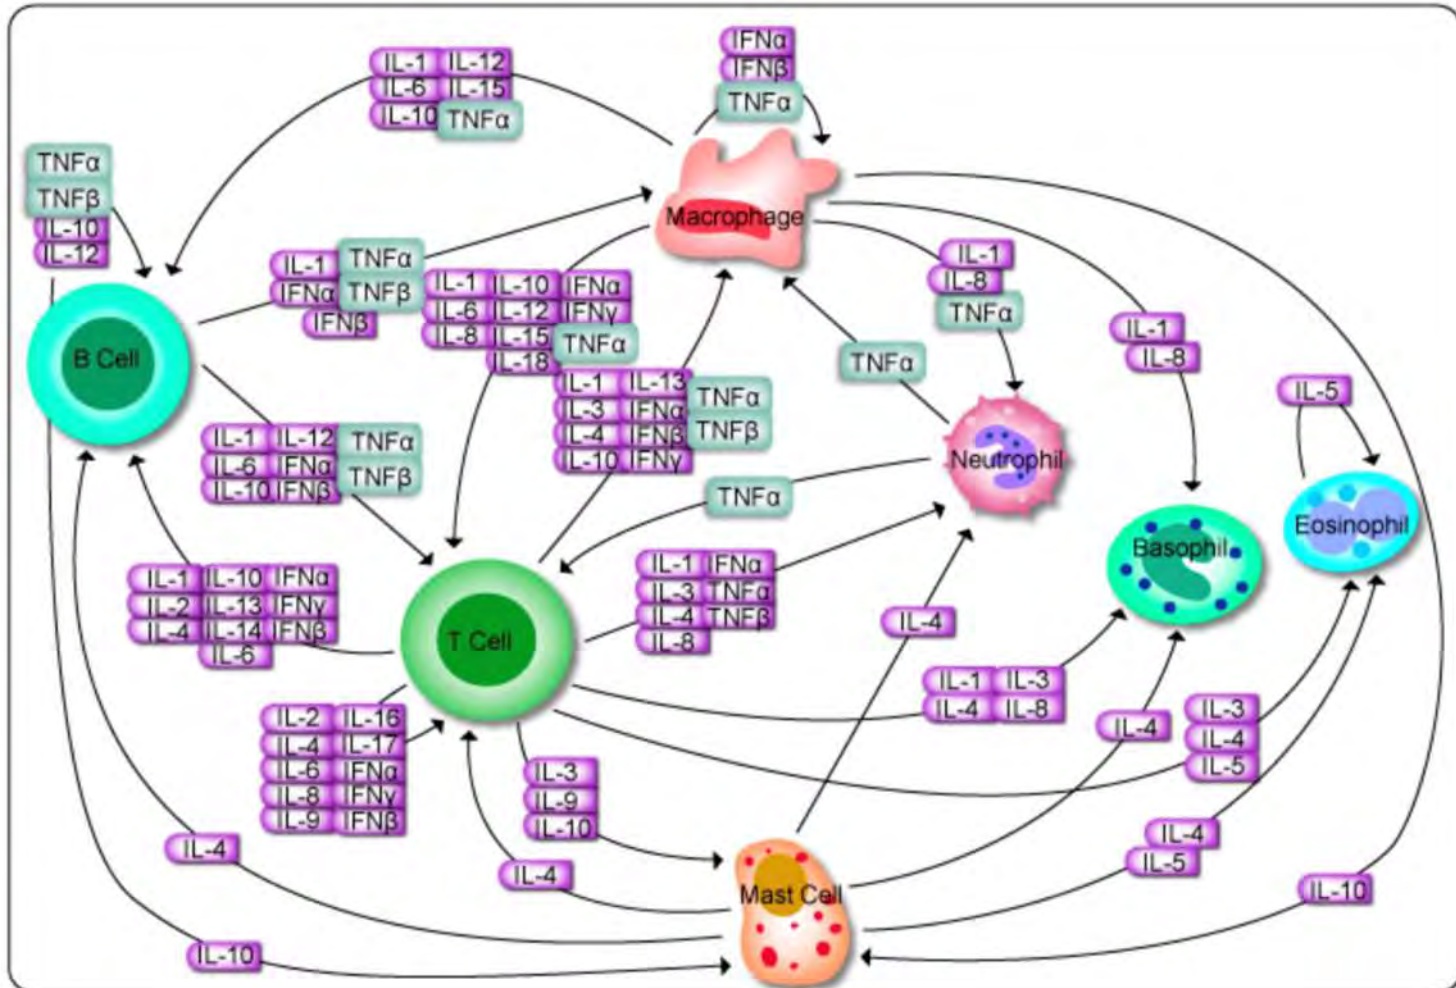 IFNα
IFNβ
TNFα
IL-1 IL-12
IL-6 IL-15
IL-10 TNFα
TNFα
TNFβ
IL-10
IL-12
Macrophage
IL-1 TNFα
IFNα TNFβ
IFNβ
IL-1 IL-10 IFNα
IL-6 IL-12 IFNγ
IL-8 IL-15 TNFα
IL-18
IL-1
IL-8
TNFα
IL-1
IL-8
B Cell
TNFα
IL-1 IL-13 TNFα
IL-3 IFNα TNFβ
IL-4 IFNβ
IL-10 IFNγ
IL-5
IL-1 IL-12 TNFα
IL-6 IFNα TNFβ
IL-10 IFNβ
Neutrophil
TNFα
Basophil
Eosinophil
IL-1 IL-10 IFNα
IL-2 IL-13 IFNγ
IL-4 IL-14 IFNβ
IL-6
T Cell
IL-1 IFNα
IL-3 TNFα
IL-4 TNFβ
IL-8
IL-4
IL-1 IL-3
IL-4 IL-8
IL-2 IL-16
IL-4 IL-17
IL-6 IFNα
IL-8 IFNγ
IL-9 IFNβ
IL-3
IL-9
IL-10
IL-4
IL-3
IL-4
IL-5
IL-4
IL-4
IL-4
IL-5
Mast Cell
IL-10
IL-10